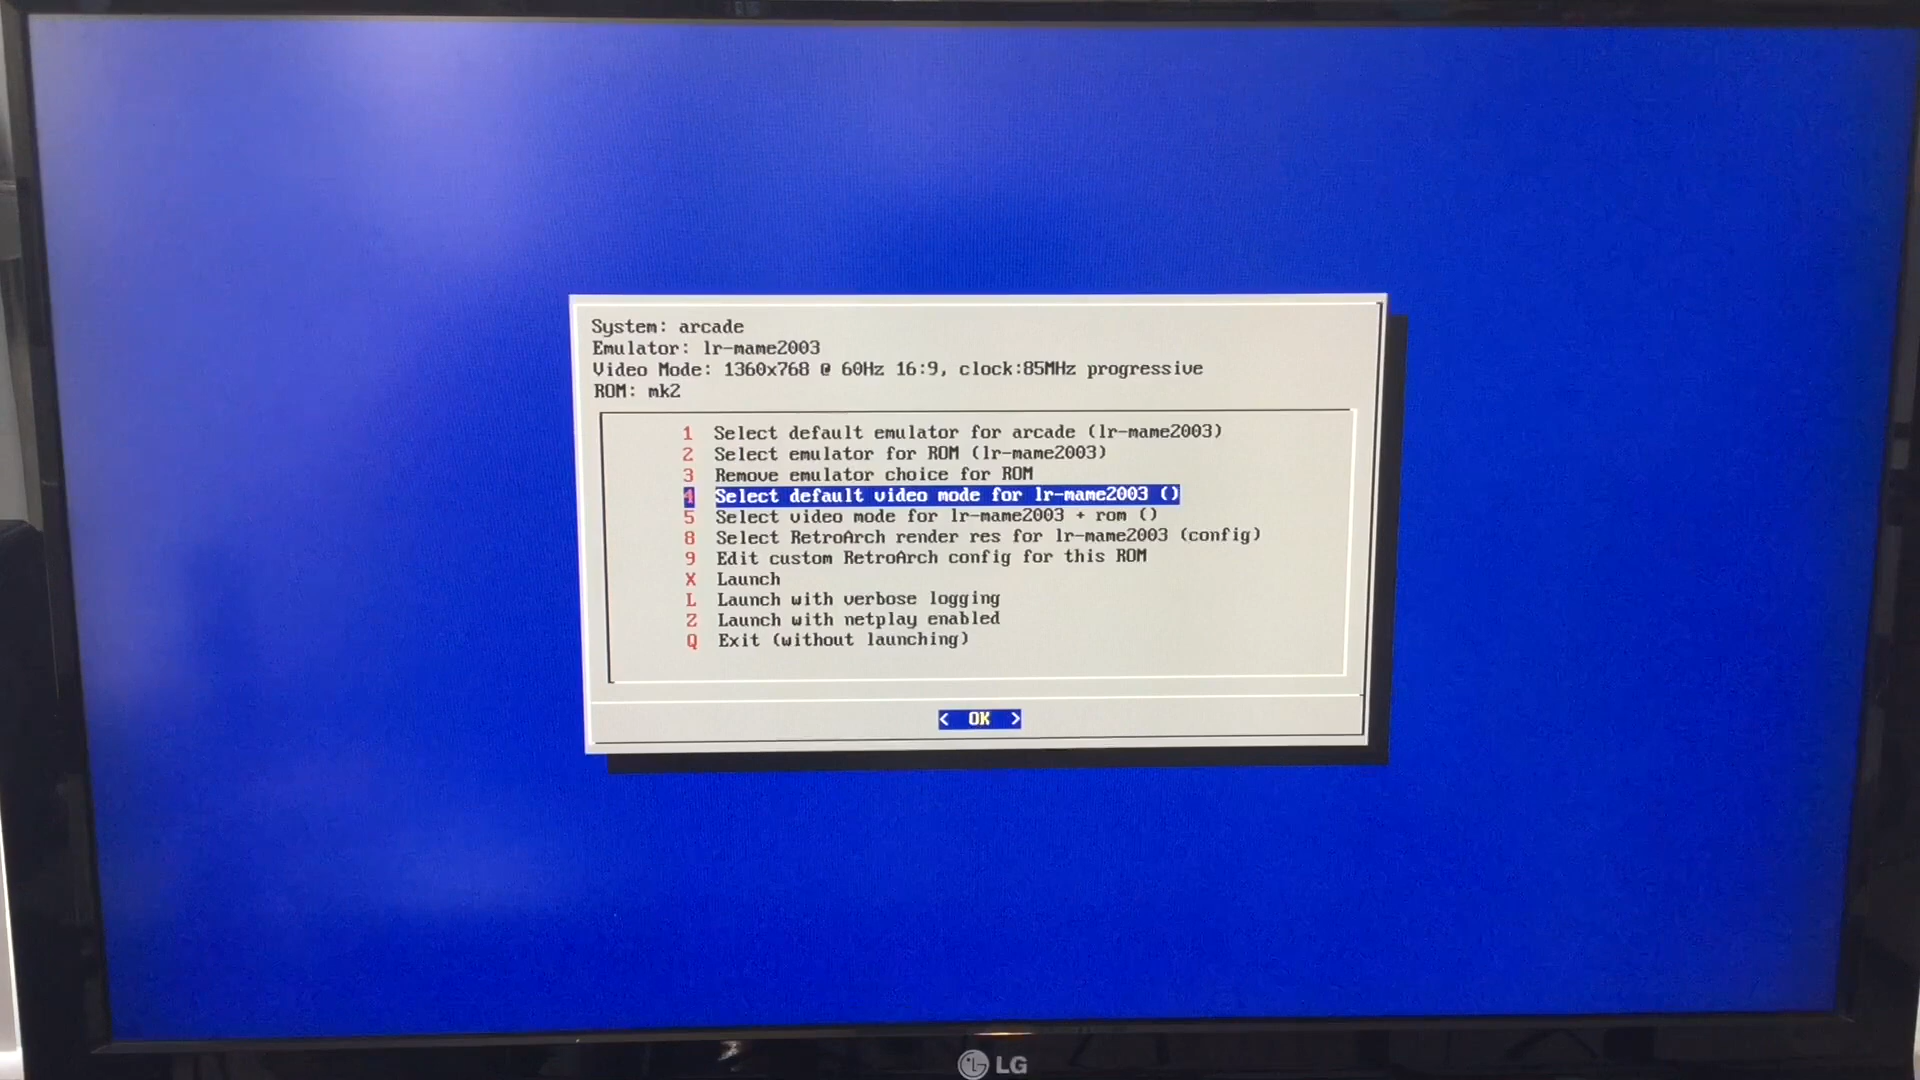 System: arcade
Emulator: lr-mame2003
Video Mode: 1360x768 @ 60Hz 16:9, clock:85MHz progressive
ROM: mk2
1 Select default emulator for arcade (lr-mame2003)
2 Select emulator for ROM (lr-mame2003)
3 Remove emulator choice for ROM
4 Select default video mode for lr-mame2003 ()
5 Select video mode for lr-mame2003 + rom ()
8 Select RetroArch render res for lr-mame2003 (config)
9 Edit custom RetroArch config for this ROM
X Launch
L Launch with verbose logging
Z Launch with netplay enabled
Q Exit (without launching)
< OK >
LG